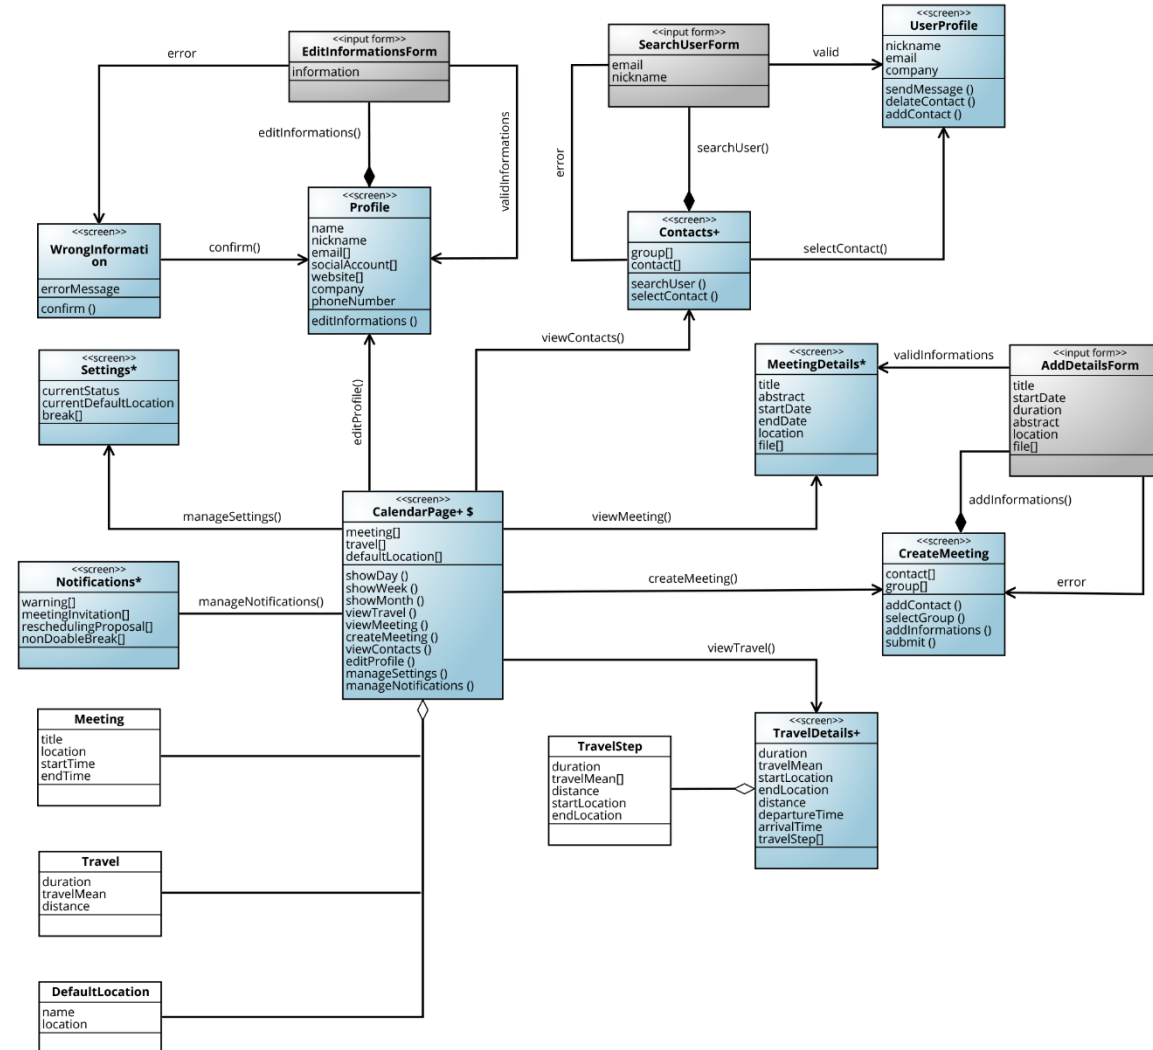 <<input form>>
EditInformationsForm
information
<<input form>>
SearchUserForm
email
nickname
<<screen>>
UserProfile
nickname
email
company
sendMessage ()
delateContact ()
addContact ()
error
valid
editInformations()
validInformations
error
searchUser()
<<screen>>
WrongInformati
on
errorMessage
confirm ()
confirm()
<<screen>>
Profile
name
nickname
email[]
socialAccount[]
website[]
company
phoneNumber
editInformations ()
<<screen>>
Contacts+
group[]
contact[]
searchUser ()
selectContact ()
selectContact()
viewContacts()
<<screen>>
Settings*
currentStatus
currentDefaultLocation
break[]
editProfile()
<<screen>>
MeetingDetails*
title
abstract
startDate
endDate
location
file[]
validInformations
<<input form>>
AddDetailsForm
title
startDate
duration
abstract
location
file[]
manageSettings()
<<screen>>
CalendarPage+ $
meeting[]
travel[]
defaultLocation[]
showDay ()
showWeek ()
showMonth ()
viewTravel ()
viewMeeting ()
createMeeting ()
viewContacts ()
editProfile ()
manageSettings ()
manageNotifications ()
viewMeeting()
addInformations()
<<screen>>
Notifications*
warning[]
meetingInvitation[]
reschedulingProposal[]
nonDoableBreak[]
manageNotifications()
createMeeting()
<<screen>>
CreateMeeting
contact[]
group[]
addContact ()
selectGroup ()
addInformations ()
submit ()
error
viewTravel()
Meeting
title
location
startTime
endTime
TravelStep
duration
travelMean[]
distance
startLocation
endLocation
<<screen>>
TravelDetails+
duration
travelMean
startLocation
endLocation
distance
departureTime
arrivalTime
travelStep[]
Travel
duration
travelMean
distance
DefaultLocation
name
location